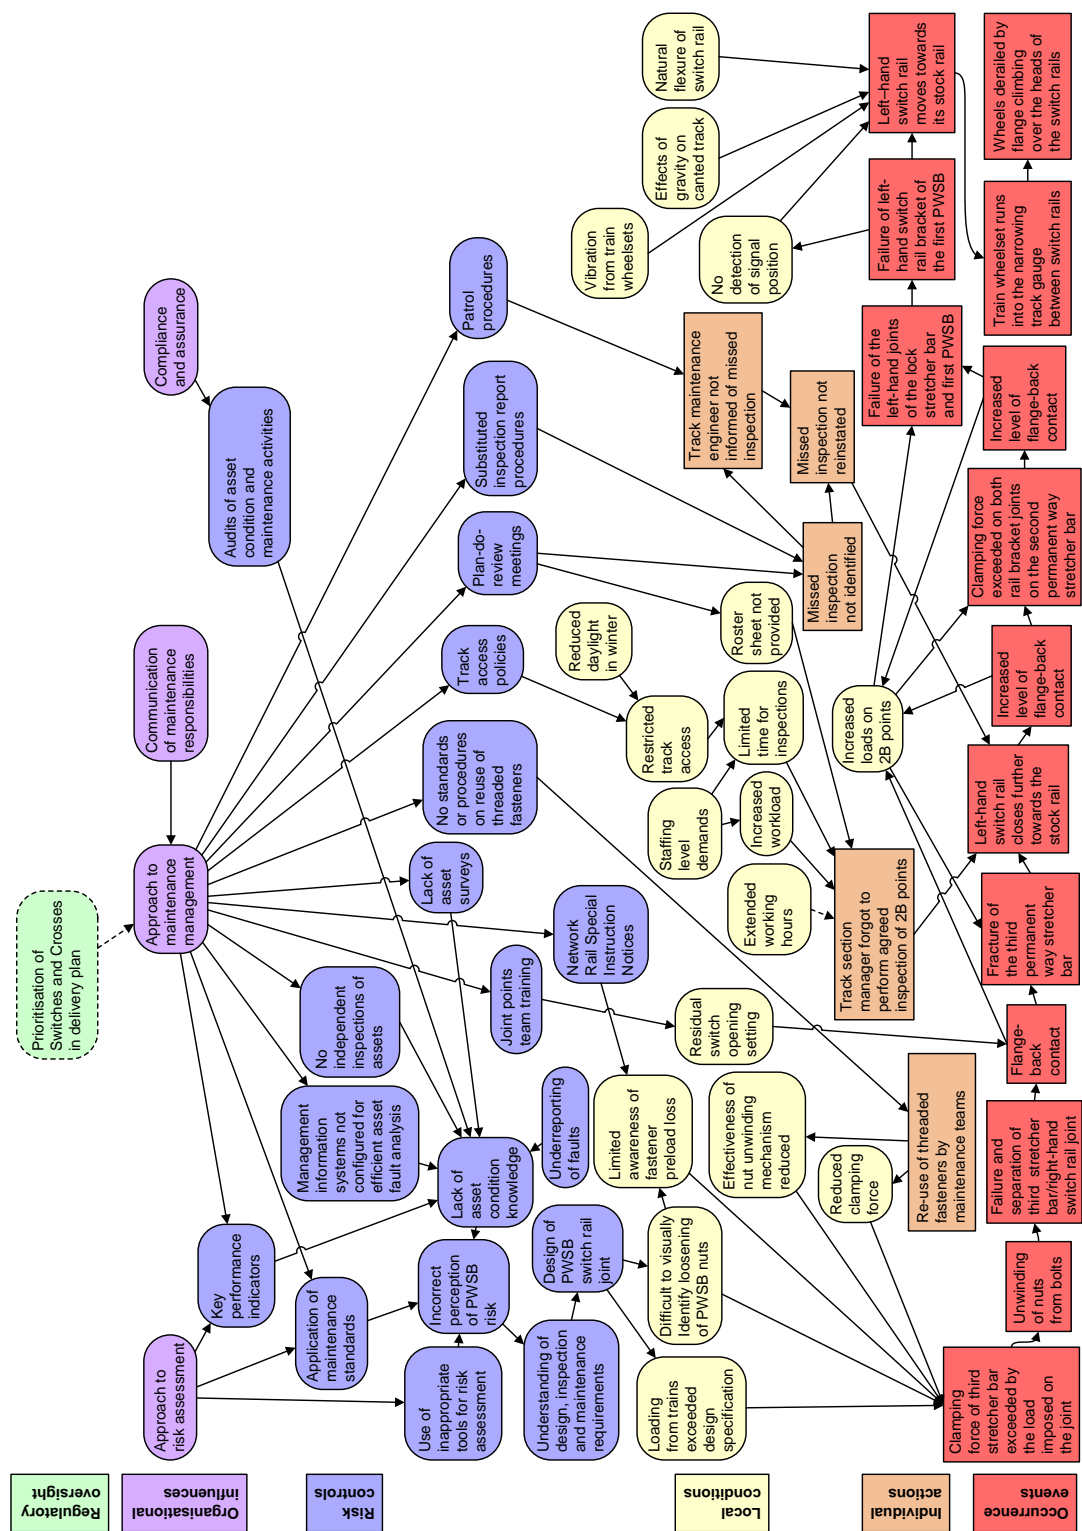 Regulatory
oversight
Prioritisation of
Switches and Crosses
in delivery plan
Organisational
influences
Approach to
risk assessment
Approach to
maintenance
management
Communication
of maintenance
responsibilities
Compliance
and assurance
Risk
controls
Key
performance
indicators
Application of
maintenance
standards
Use of
inappropriate
tools for risk
assessment
Incorrect
perception
of PWSB
risk
Understanding of
design, inspection
and maintenance
requirements
Design of
PWSB
switch rail
joint
Management
information
systems not
configured for
efficient asset
fault analysis
No
independent
inspections of
assets
Lack of
asset
condition
knowledge
Underreporting
of faults
Joint points
team training
Lack of
asset
surveys
Network
Rail Special
Instruction
Notices
No standards
or procedures
on reuse of
threaded
fasteners
Track
access
policies
Plan-do-
review
meetings
Substituted
inspection report
procedures
Patrol
procedures
Audits of asset
condition and
maintenance activities
Local
conditions
Loading
from trains
exceeded
design
specification
Difficult to visually
Identify loosening
of PWSB nuts
Limited
awareness of
fastener
preload loss
Effectiveness of
nut unwinding
mechanism
reduced
Reduced
clamping
force
Residual
switch
opening
setting
Extended
working
hours
Staffing
level
demands
Increased
workload
Restricted
track
access
Reduced
daylight
in winter
Limited
time for
inspections
Roster
sheet not
provided
Increased
loads on
2B points
Vibration
from train
wheelsets
No
detection
of signal
position
Effects of
gravity on
canted track
Natural
flexure of
switch rail
Individual
actions
Re-use of threaded
fasteners by
maintenance teams
Track section
manager forgot to
perform agreed
inspection of 2B points
Missed
inspection
not identified
Track maintenance
engineer not
informed of missed
inspection
Missed
inspection not
reinstated
Occurrence
events
Clamping
force of third
stretcher bar
exceeded by
the load
imposed on
the joint
Unwinding
of nuts
from bolts
Failure and
separation of
third  stretcher
bar/right-hand
switch rail joint
Flange-
back
contact
Fracture of
the third
permanent
way stretcher
bar
Left-hand
switch rail
closes further
towards the
stock rail
Increased
level of
flange-back
contact
Clamping force
exceeded on both
rail bracket joints
on the second
permanent way
stretcher bar
Increased
level of
flange-back
contact
Failure of the
left-hand joints
of the lock
stretcher bar
and first PWSB
Failure of left-
hand switch
rail bracket of
the first PWSB
Left–hand
switch rail
moves towards
its stock rail
Train wheelset runs
into the narrowing
track gauge
between switch rails
Wheels derailed by
flange climbing
over the heads of
the switch rails